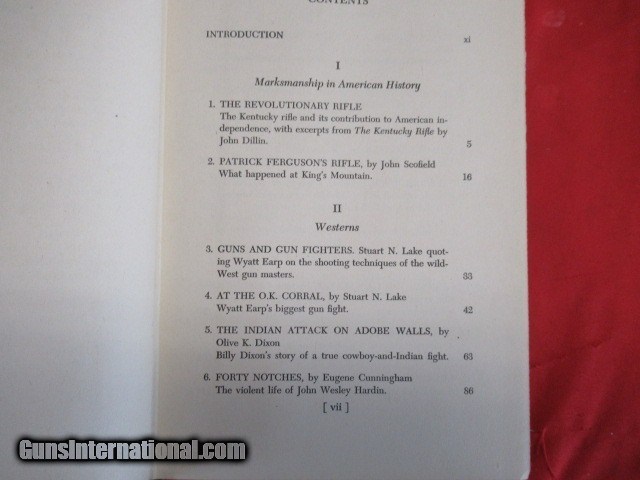 CONTENTS
INTRODUCTION xi
I
Marksmanship in American History
1. THE REVOLUTIONARY RIFLE
The Kentucky rifle and its contribution to American in-
dependence, with excerpts from The Kentucky Rifle by
John Dillin. 5
2. PATRICK FERGUSON'S RIFLE, by John Scofield
What happened at King's Mountain. 16
II
Westerns
3. GUNS AND GUN FIGHTERS. Stuart N. Lake quot-
ing Wyatt Earp on the shooting techniques of the wild-
West gun masters. 33
4. AT THE O.K. CORRAL, by Stuart N. Lake
Wyatt Earp's biggest gun fight. 42
5. THE INDIAN ATTACK ON ADOBE WALLS, by
Olive K. Dixon
Billy Dixon's story of a true cowboy-and-Indian fight. 63
6. FORTY NOTCHES, by Eugene Cunningham
The violent life of John Wesley Hardin. 86
[ vii ]
GunsInternational.com